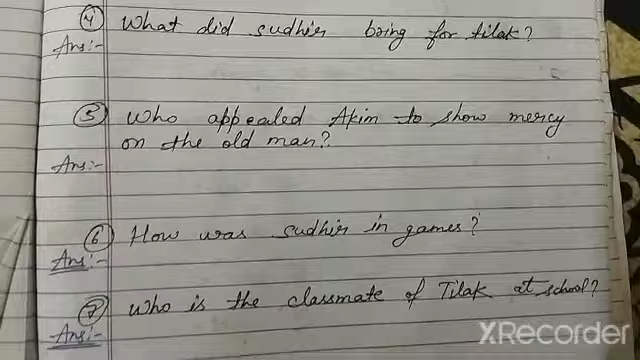 4 What did sudhir bring for tilak?
Ans:-
5 Who appealed Akim to show mercy
on the old man?
Ans:-
6 How was sudhir in games?
Ans:-
7 Who is the classmate of Tilak at school?
Ans:-
XRecorder